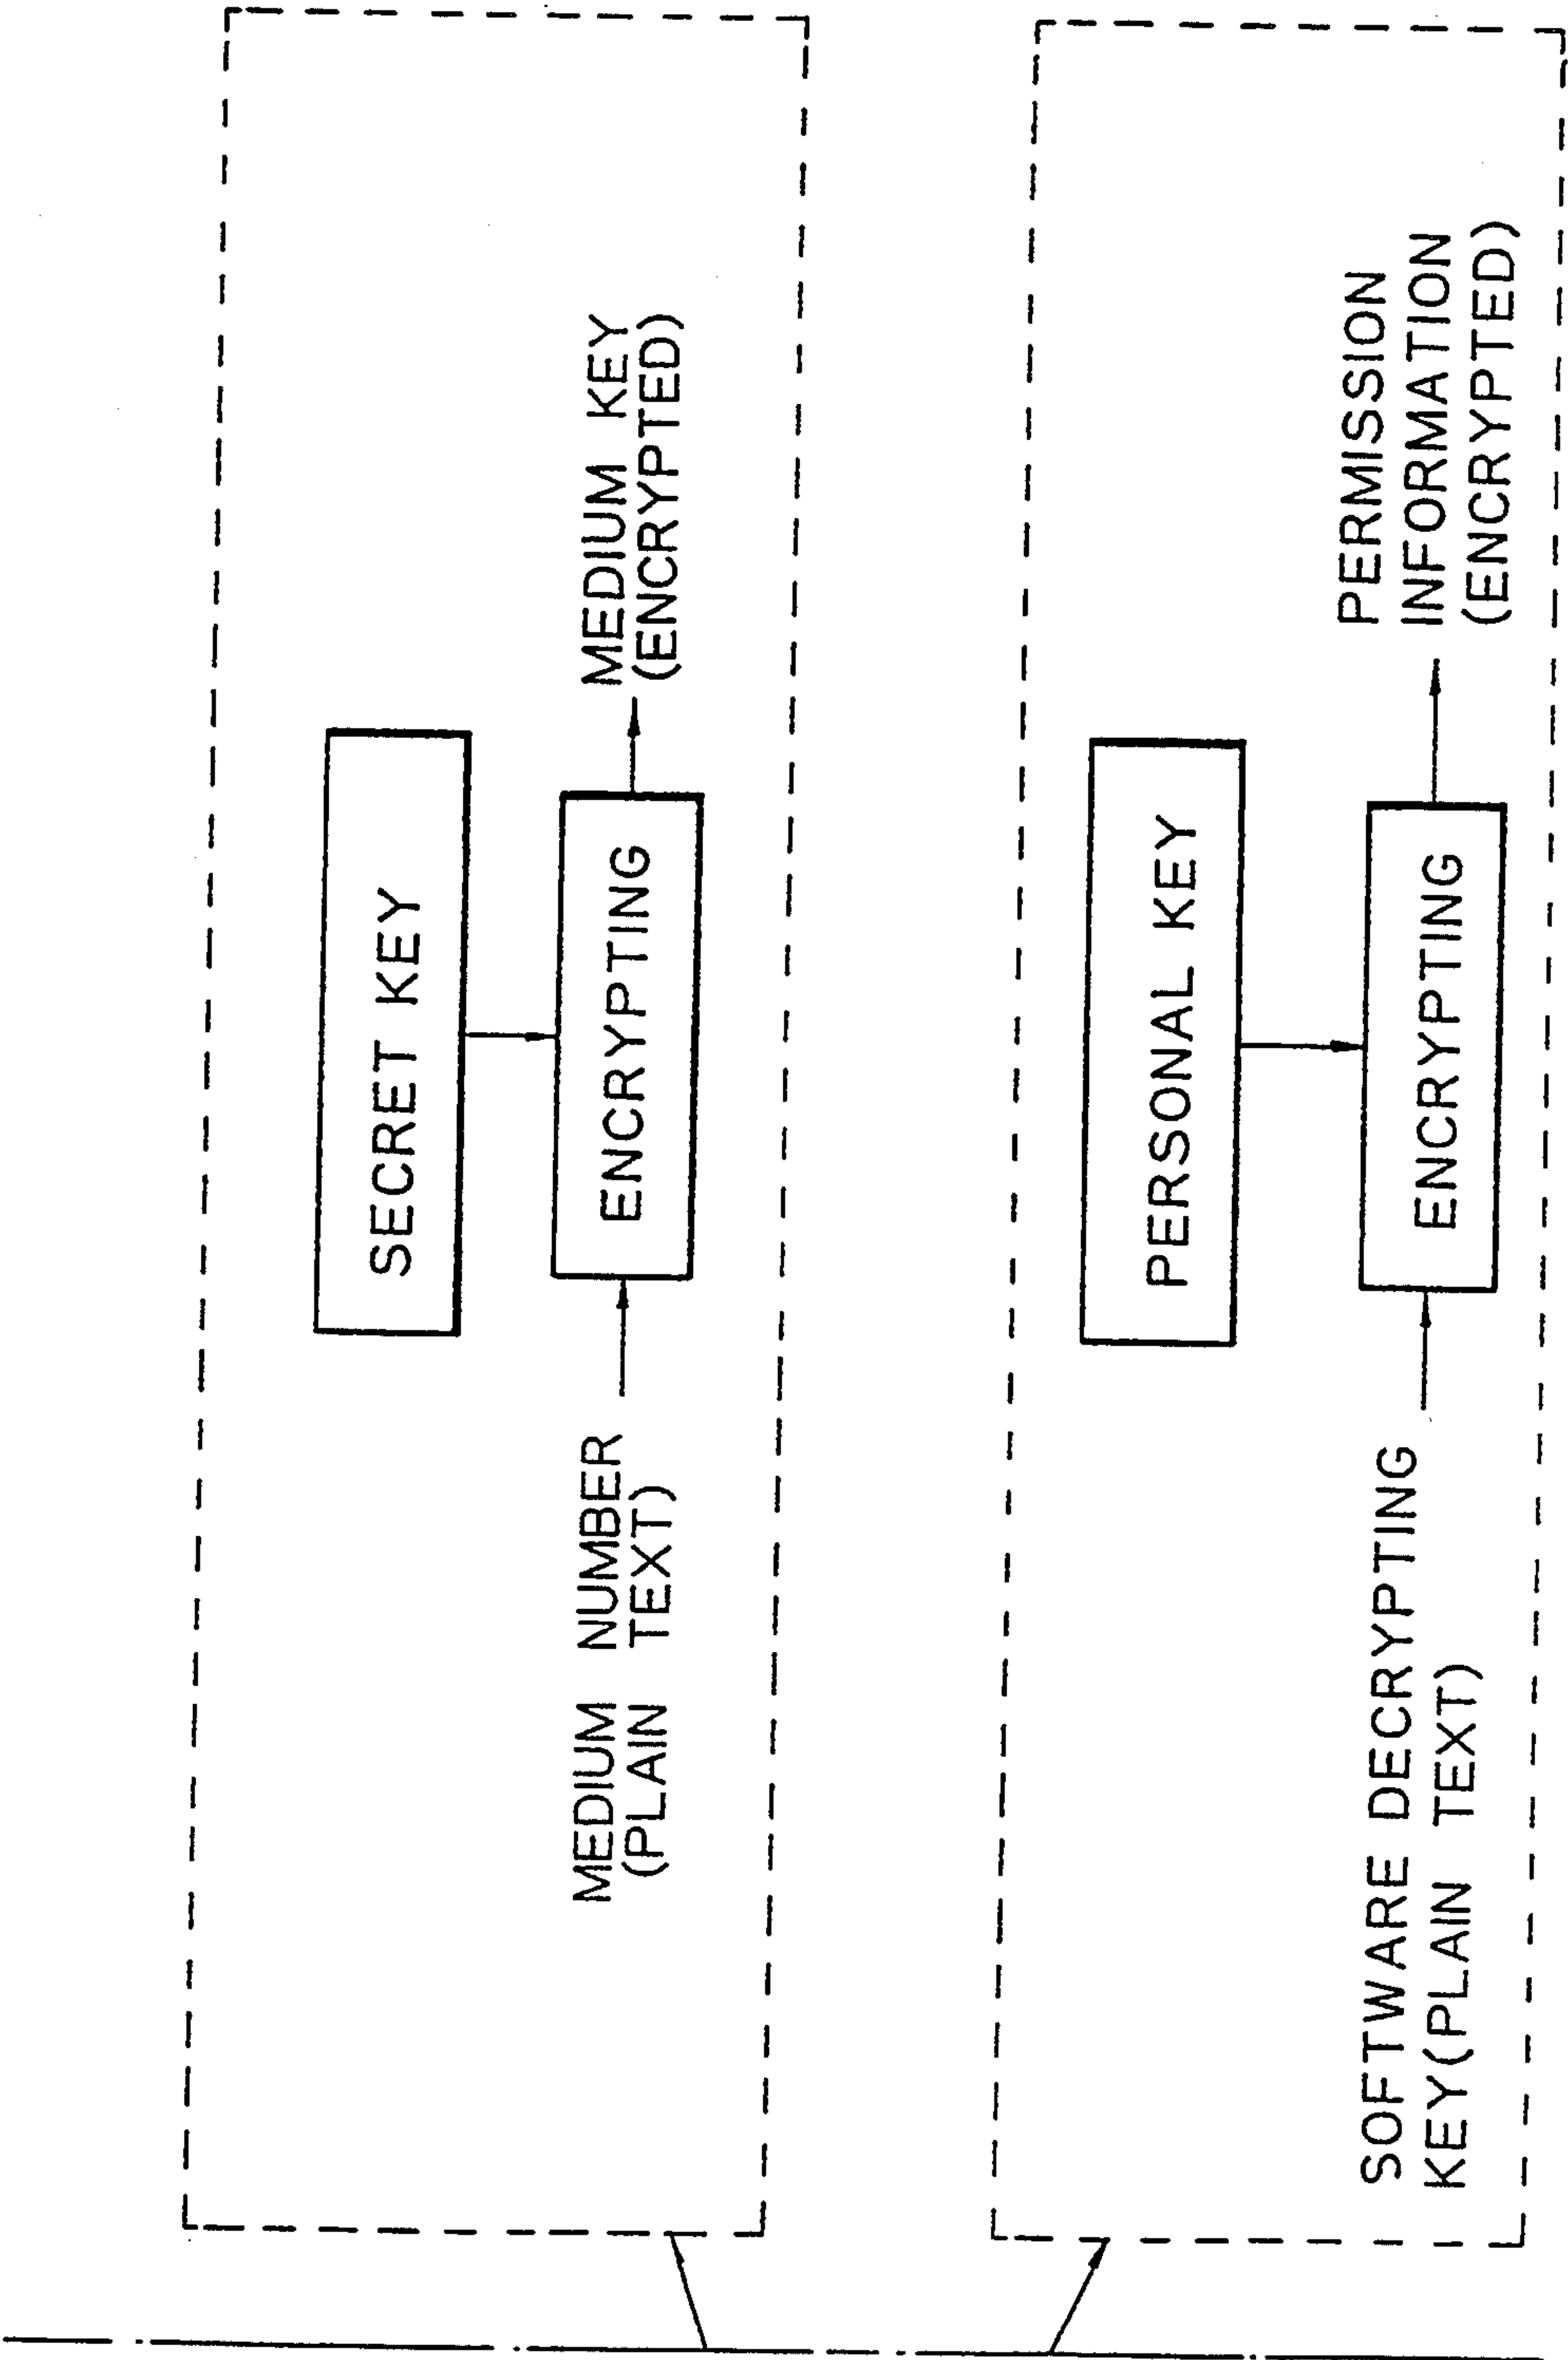 SECRET KEY
MEDIUM NUMBER
(PLAIN TEXT)
ENCRYPTING
MEDIUM KEY
(ENCRYPTED)
PERSONAL KEY
SOFTWARE DECRYPTING
KEY(PLAIN TEXT)
ENCRYPTING
PERMISSION
INFORMATION
(ENCRYPTED)